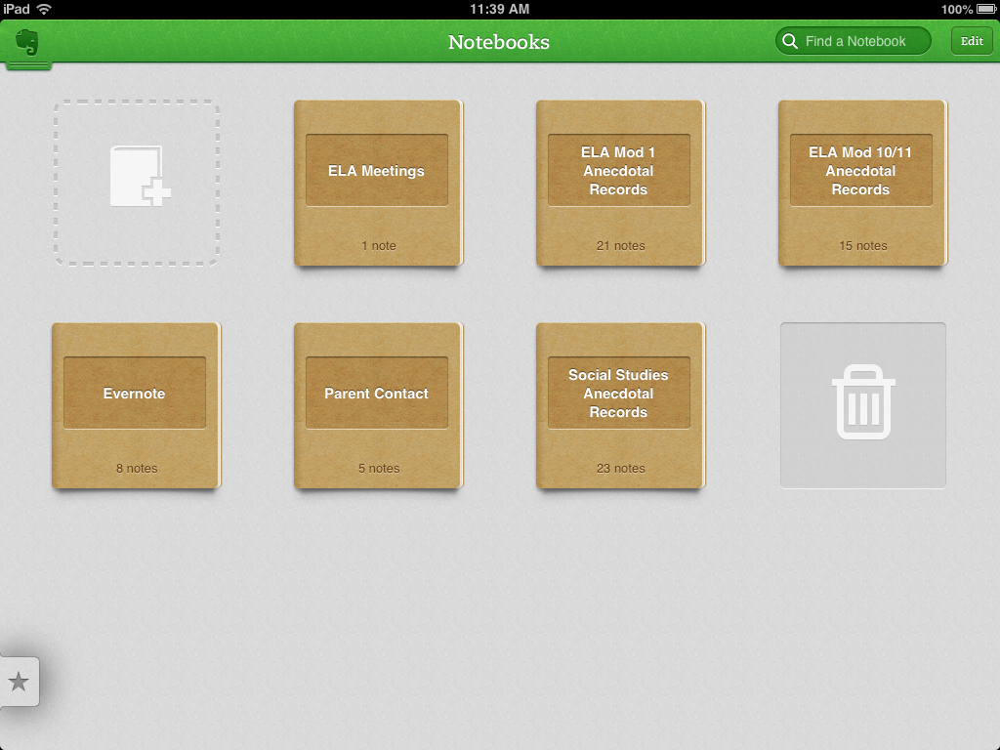 iPad 11:39 AM 100%
Notebooks
Find a Notebook
Edit
ELA Meetings
1 note
ELA Mod 1
Anecdotal
Records
21 notes
ELA Mod 10/11
Anecdotal
Records
15 notes
Evernote
8 notes
Parent Contact
5 notes
Social Studies
Anecdotal
Records
23 notes